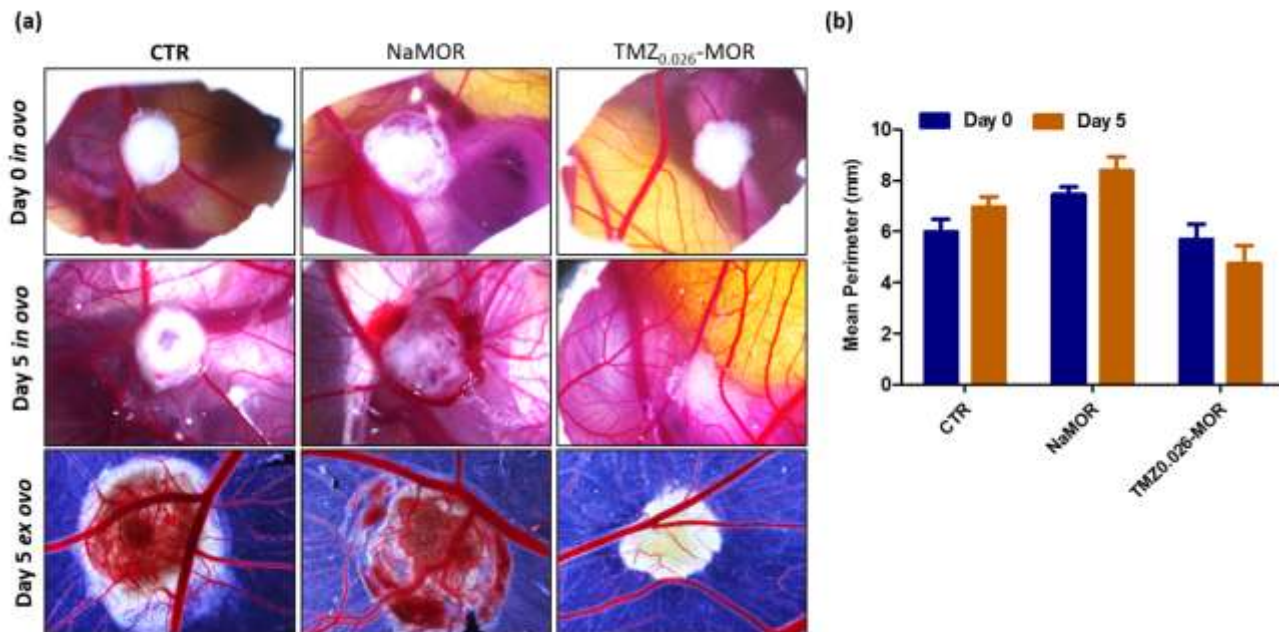 (a)
CTR
NaMOR
TMZ0.026-MOR
Day 0 in ovo
Day 5 in ovo
Day 5 ex ovo
(b)
Day 0
Day 5
Mean Perimeter (mm)
10
8
6
4
2
0
CTR
NaMOR
TMZ0.026-MOR